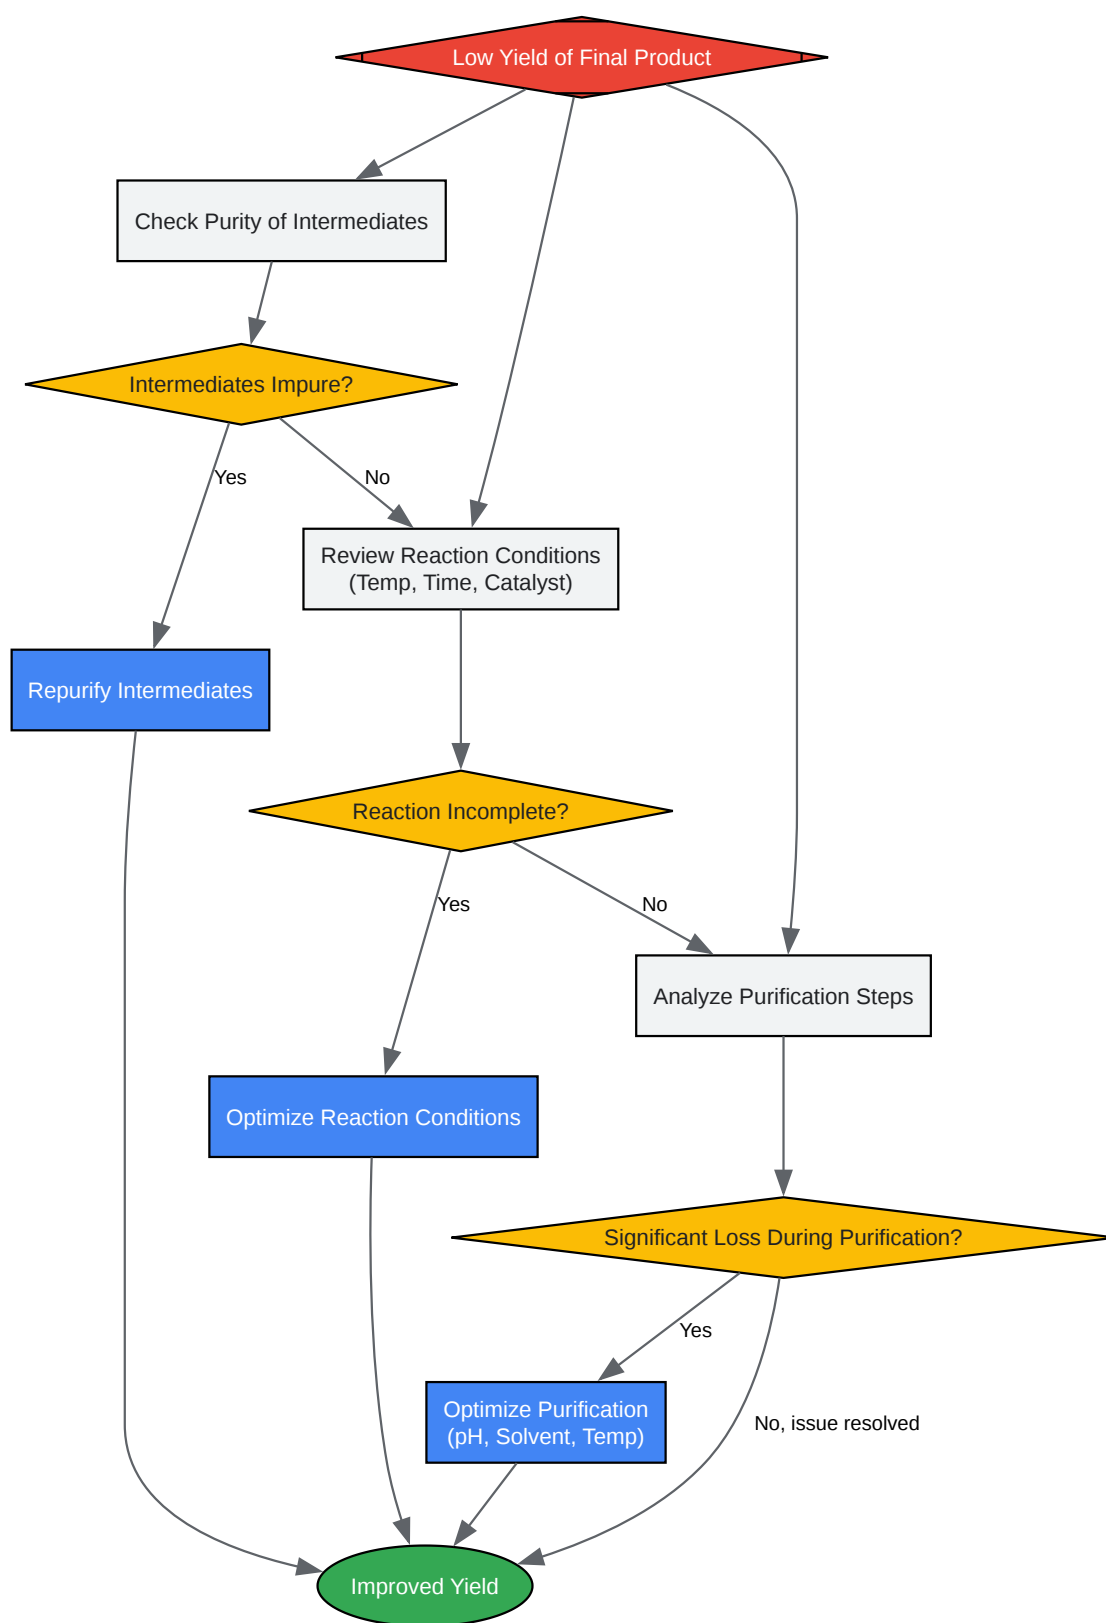 Low Yield of Final Product
Check Purity of Intermediates
Intermediates Impure?
Yes
No
Review Reaction Conditions
(Temp, Time, Catalyst)
Repurify Intermediates
Reaction Incomplete?
Yes
No
Analyze Purification Steps
Optimize Reaction Conditions
Significant Loss During Purification?
Yes
Optimize Purification
(pH, Solvent, Temp)
No, issue resolved
Improved Yield